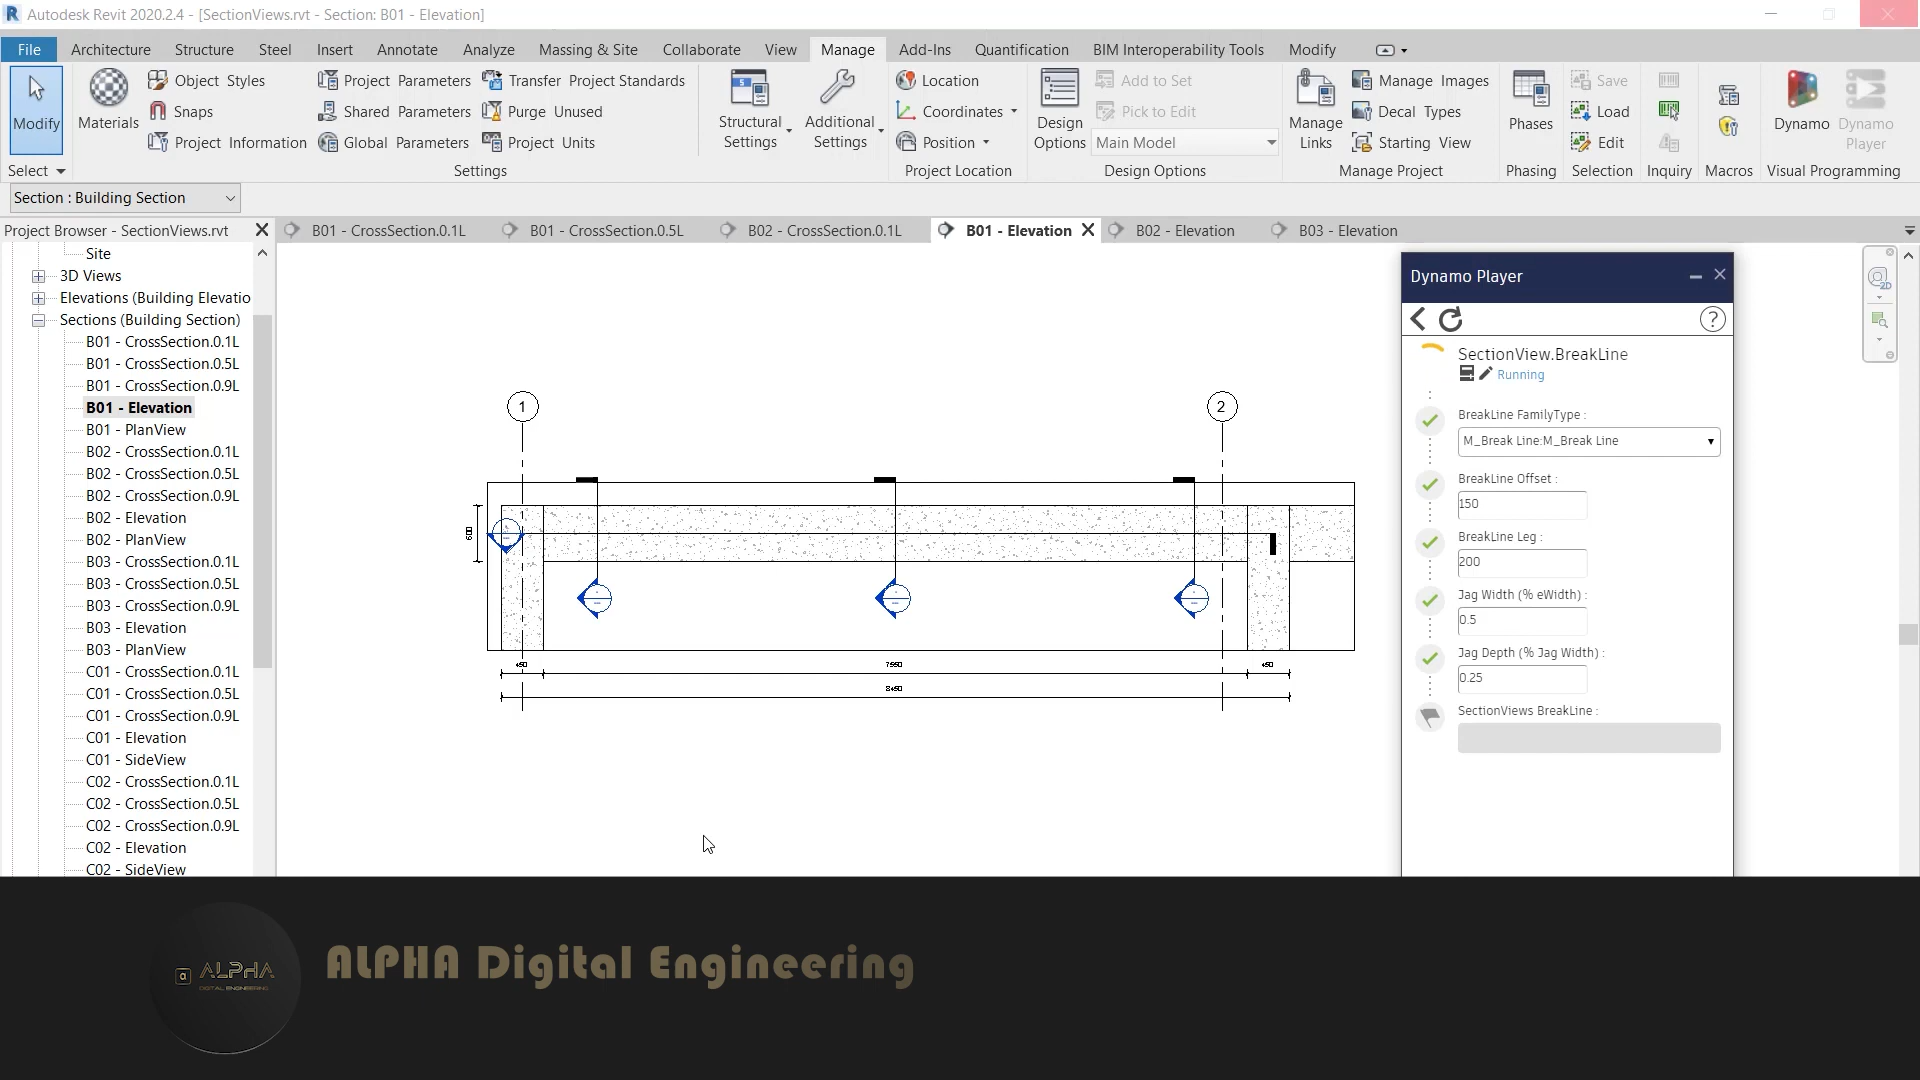 Autodesk Revit 2020.2.4 - [SectionViews.rvt - Section: B01 - Elevation]
File Architecture Structure Steel Insert Annotate Analyze Massing & Site Collaborate View Manage Add-Ins Quantification BIM Interoperability Tools Modify
Object Styles Project Parameters Transfer Project Standards Location Add to Set Manage Images Save
Snaps Shared Parameters Purge Unused Coordinates Pick to Edit Decal Types Load
Modify Materials Structural Settings Additional Settings Design Options Manage Links Phases Dynamo Dynamo Player
Project Information Global Parameters Project Units Position Main Model Starting View Edit
Select Settings Project Location Design Options Manage Project Phasing Selection Inquiry Macros Visual Programming
Section : Building Section
Project Browser - SectionViews.rvt
B01 - CrossSection.0.1L B01 - CrossSection.0.5L B02 - CrossSection.0.1L B01 - Elevation B02 - Elevation B03 - Elevation
Site
3D Views
Elevations (Building Elevatio
Sections (Building Section)
B01 - CrossSection.0.1L
B01 - CrossSection.0.5L
B01 - CrossSection.0.9L
B01 - Elevation
B01 - PlanView
B02 - CrossSection.0.1L
B02 - CrossSection.0.5L
B02 - CrossSection.0.9L
B02 - Elevation
B02 - PlanView
B03 - CrossSection.0.1L
B03 - CrossSection.0.5L
B03 - CrossSection.0.9L
B03 - Elevation
B03 - PlanView
C01 - CrossSection.0.1L
C01 - CrossSection.0.5L
C01 - CrossSection.0.9L
C01 - Elevation
C01 - SideView
C02 - CrossSection.0.1L
C02 - CrossSection.0.5L
C02 - CrossSection.0.9L
C02 - Elevation
C02 - SideView
1 2
600
450 7550 450
8450
Dynamo Player
?
SectionView.BreakLine
Running
BreakLine FamilyType :
M_Break Line:M_Break Line
BreakLine Offset :
150
BreakLine Leg :
200
Jag Width (% eWidth) :
0.5
Jag Depth (% Jag Width) :
0.25
SectionViews BreakLine :
2D
a ALPHA
DIGITAL ENGINEERING
ALPHA Digital Engineering